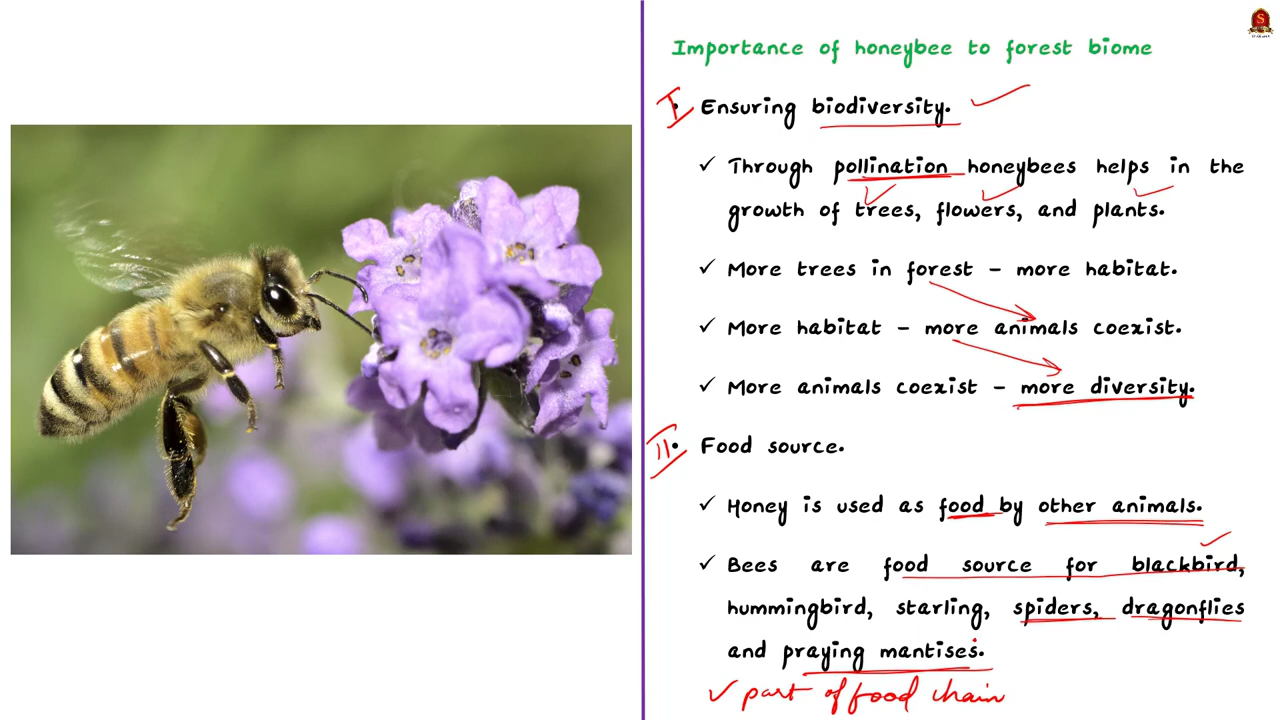 Importance of honeybee to forest biome
I • Ensuring biodiversity. ✓
✓ Through pollination honeybees helps in the
growth of trees, flowers, and plants.
✓ More trees in forest – more habitat.
✓ More habitat – more animals coexist.
✓ More animals coexist – more diversity.
II • Food source.
✓ Honey is used as food by other animals.
✓ Bees are food source for blackbird,
hummingbird, starling, spiders, dragonflies
and praying mantises.
✓ part of food chain